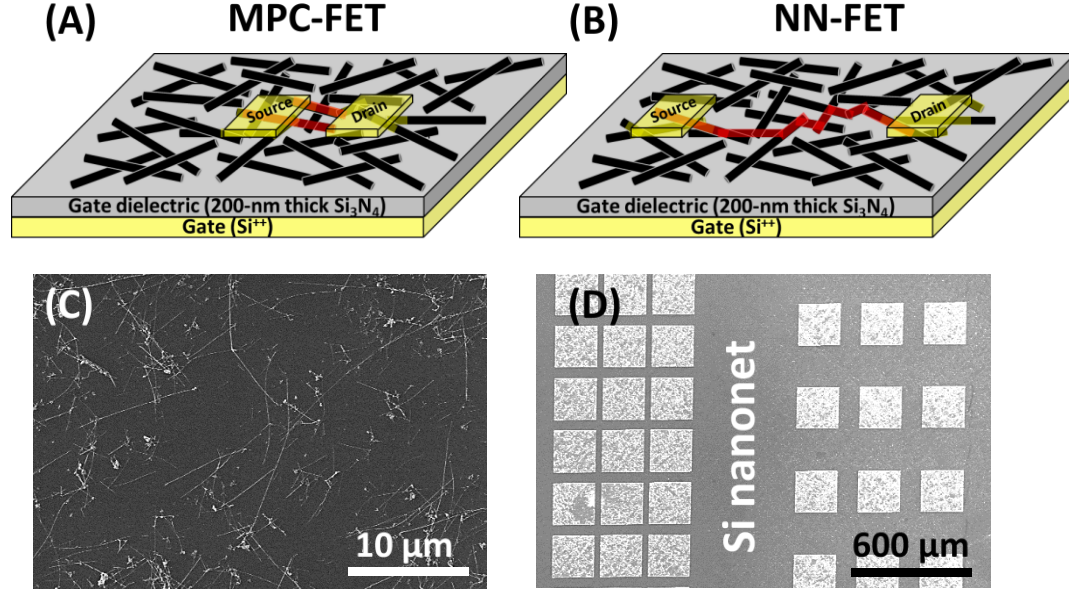 (A) MPC-FET
Source
Drain
Gate dielectric (200-nm thick Si₃N₄)
Gate (Si⁺⁺)
(B) NN-FET
Source
Drain
Gate dielectric (200-nm thick Si₃N₄)
Gate (Si⁺⁺)
(C)
10 μm
(D)
Si nanonet
600 μm